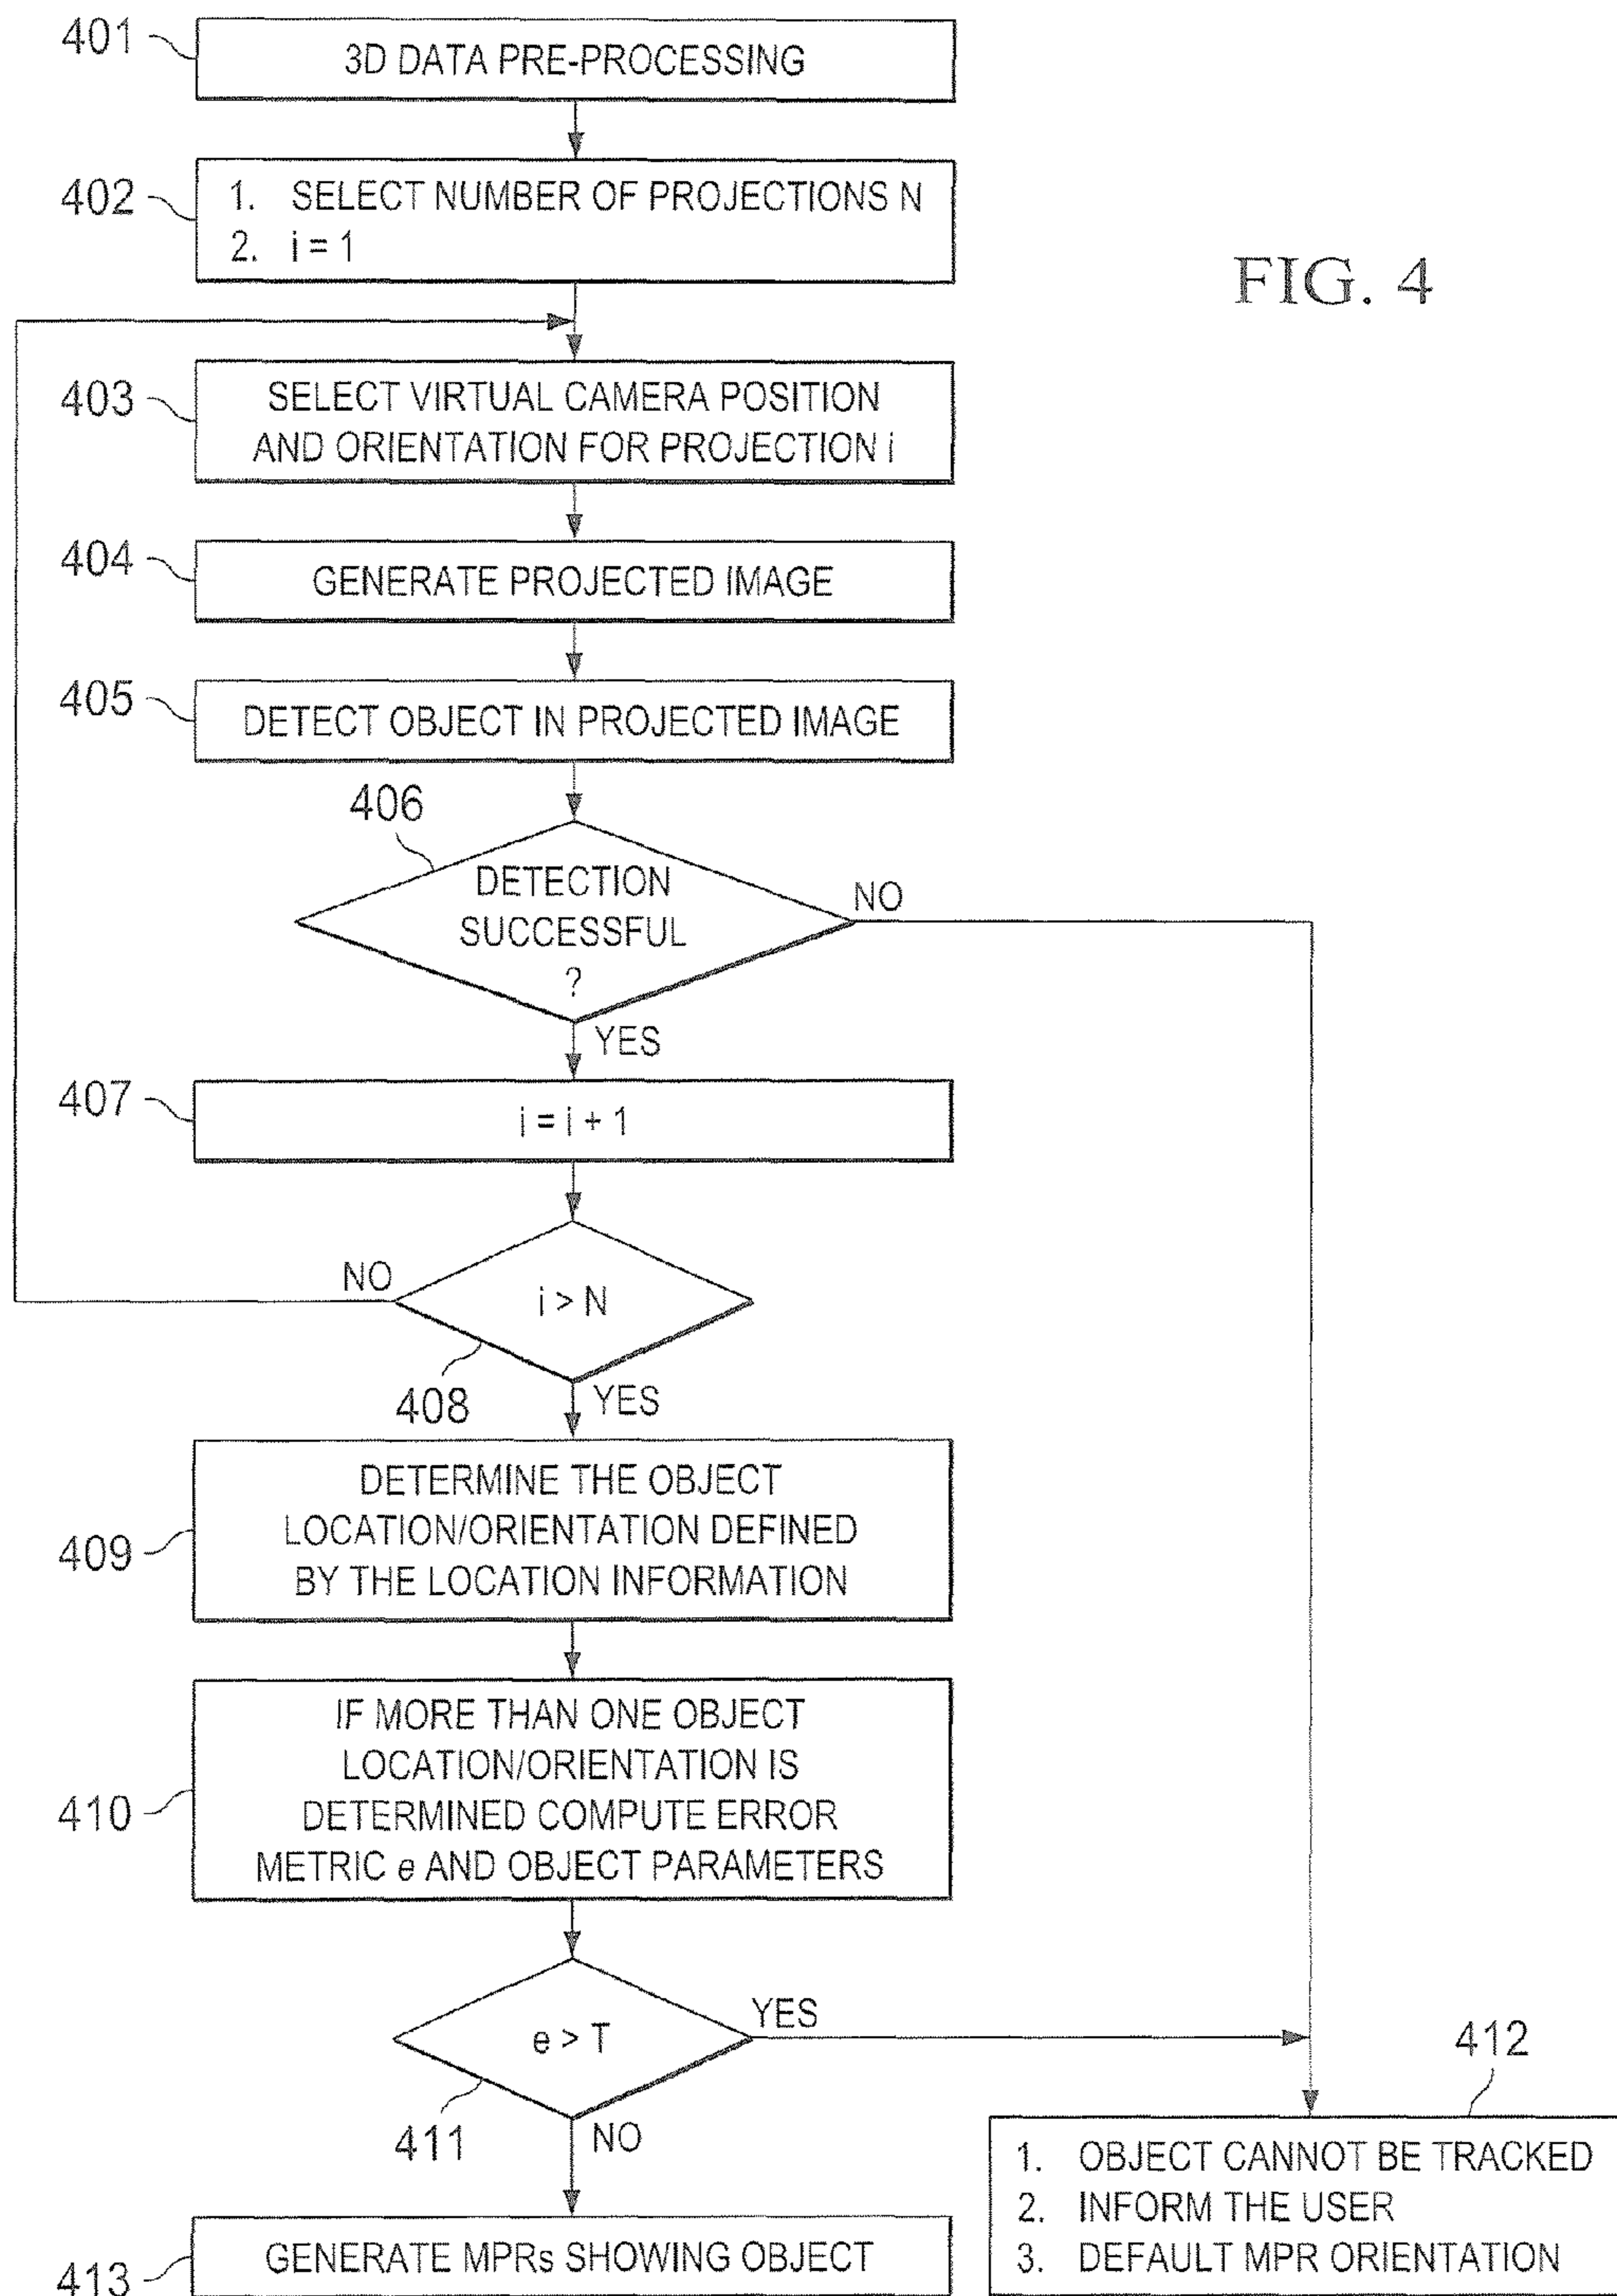 401
3D DATA PRE-PROCESSING
402
1. SELECT NUMBER OF PROJECTIONS N
2. i = 1
FIG. 4
403
SELECT VIRTUAL CAMERA POSITION
AND ORIENTATION FOR PROJECTION i
404
GENERATE PROJECTED IMAGE
405
DETECT OBJECT IN PROJECTED IMAGE
406
DETECTION
SUCCESSFUL
?
NO
YES
407
i = i + 1
NO
i > N
408
YES
409
DETERMINE THE OBJECT
LOCATION/ORIENTATION DEFINED
BY THE LOCATION INFORMATION
410
IF MORE THAN ONE OBJECT
LOCATION/ORIENTATION IS
DETERMINED COMPUTE ERROR
METRIC e AND OBJECT PARAMETERS
e > T
YES
411
NO
412
1. OBJECT CANNOT BE TRACKED
2. INFORM THE USER
3. DEFAULT MPR ORIENTATION
413
GENERATE MPRs SHOWING OBJECT